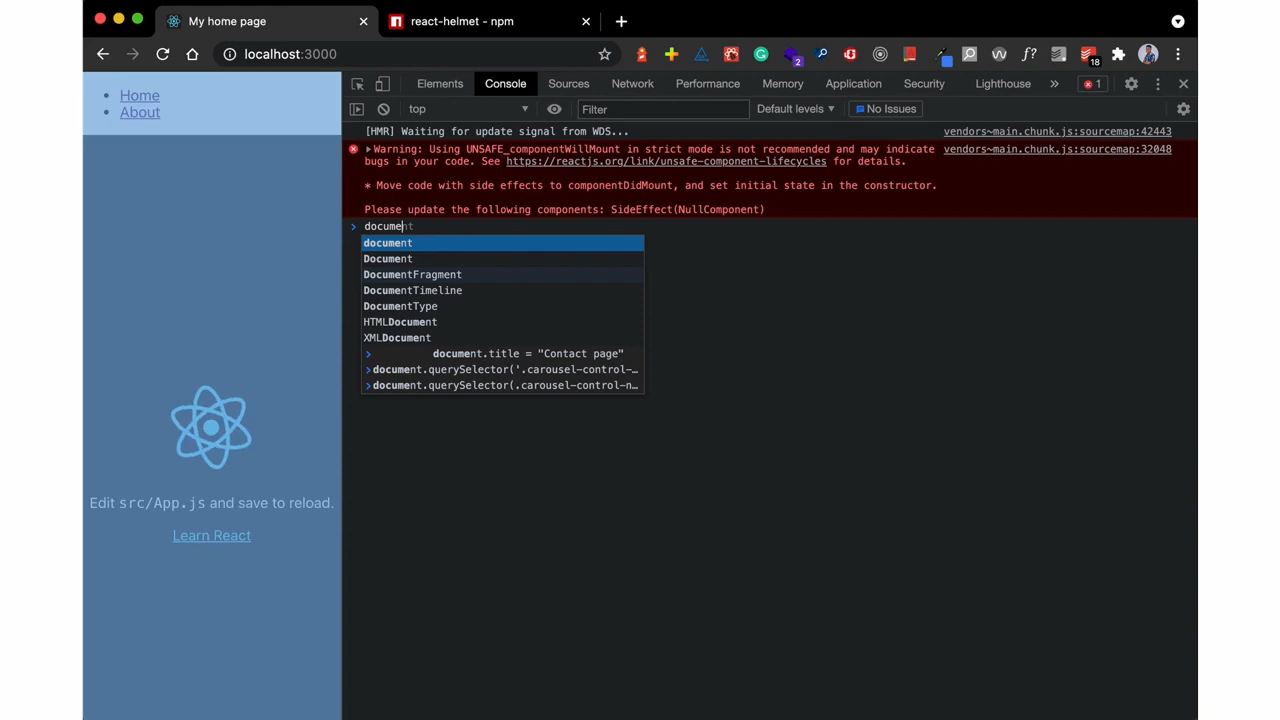 My home page
react-helmet - npm
localhost:3000
2
f?
18
Home
About
Edit src/App.js and save to reload.
Learn React
Elements
Console
Sources
Network
Performance
Memory
Application
Security
Lighthouse
»
1
top
Filter
Default levels
No Issues
[HMR] Waiting for update signal from WDS...
vendors~main.chunk.js:sourcemap:42443
Warning: Using UNSAFE_componentWillMount in strict mode is not recommended and may indicate
vendors~main.chunk.js:sourcemap:32048
bugs in your code. See https://reactjs.org/link/unsafe-component-lifecycles for details.
* Move code with side effects to componentDidMount, and set initial state in the constructor.
Please update the following components: SideEffect(NullComponent)
> document
document
Document
DocumentFragment
DocumentTimeline
DocumentType
HTMLDocument
XMLDocument
> document.title = "Contact page"
>document.querySelector('.carousel-control-…
>document.querySelector(.carousel-control-n…